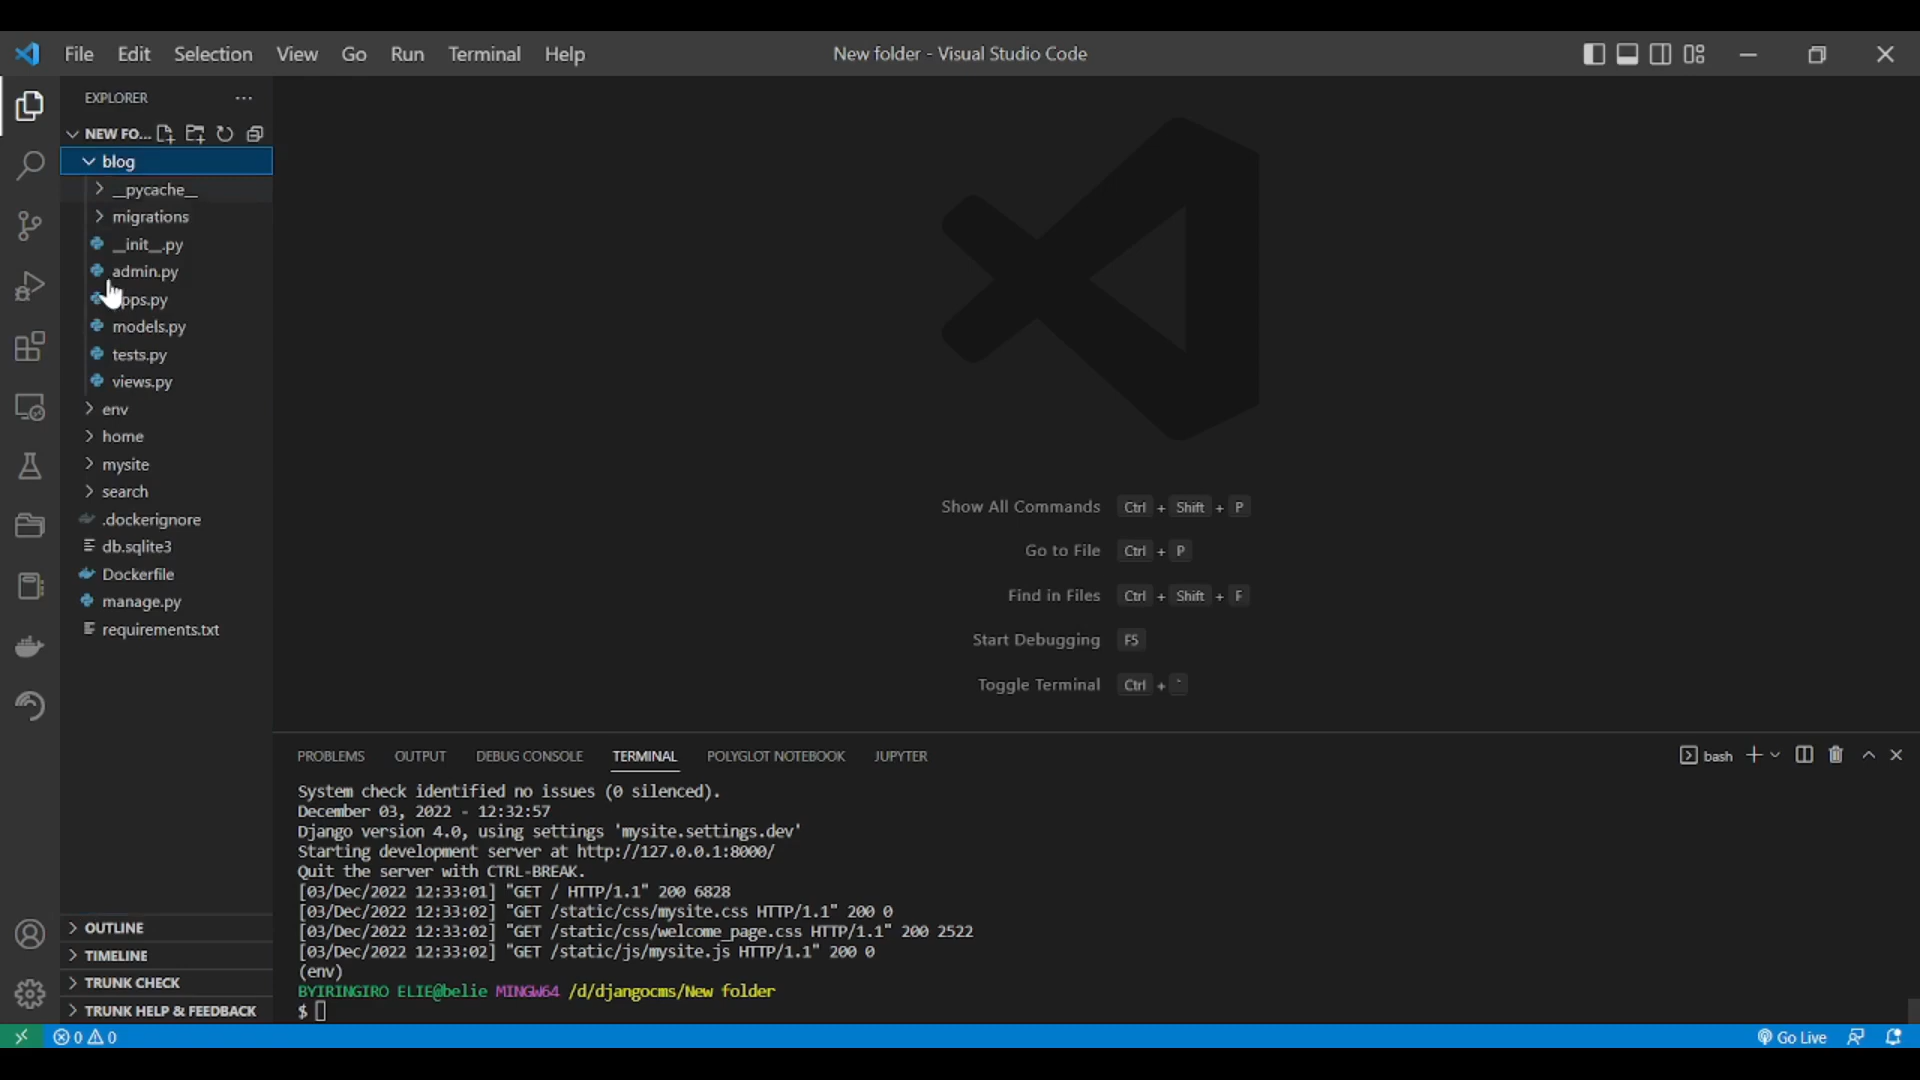 File Edit Selection View Go Run Terminal Help
New folder - Visual Studio Code
EXPLORER
NEW FO...
blog
__pycache__
migrations
__init__.py
admin.py
pps.py
models.py
tests.py
views.py
env
home
mysite
search
.dockerignore
db.sqlite3
Dockerfile
manage.py
requirements.txt
OUTLINE
TIMELINE
TRUNK CHECK
TRUNK HELP & FEEDBACK
Show All Commands Ctrl + Shift + P
Go to File Ctrl + P
Find in Files Ctrl + Shift + F
Start Debugging F5
Toggle Terminal Ctrl + `
PROBLEMS OUTPUT DEBUG CONSOLE TERMINAL POLYGLOT NOTEBOOK JUPYTER
bash
System check identified no issues (0 silenced).
December 03, 2022 - 12:32:57
Django version 4.0, using settings 'mysite.settings.dev'
Starting development server at http://127.0.0.1:8000/
Quit the server with CTRL-BREAK.
[03/Dec/2022 12:33:01] "GET / HTTP/1.1" 200 6828
[03/Dec/2022 12:33:02] "GET /static/css/mysite.css HTTP/1.1" 200 0
[03/Dec/2022 12:33:02] "GET /static/css/welcome_page.css HTTP/1.1" 200 2522
[03/Dec/2022 12:33:02] "GET /static/js/mysite.js HTTP/1.1" 200 0
(env)
BYIRINGIRO ELIE@belie MINGW64 /d/djangocms/New folder
$
0 0
Go Live